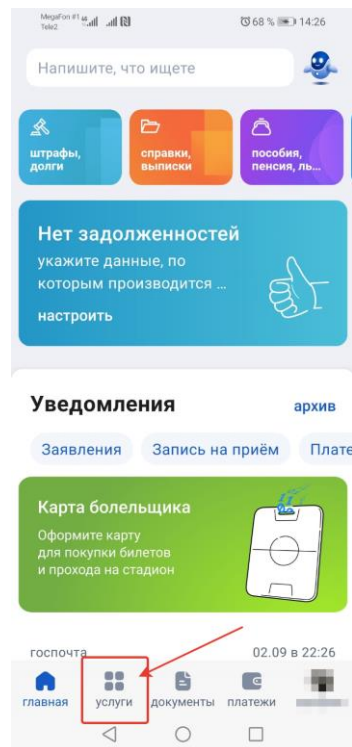 MegaFon #1
Tele2
68 % 14:26
Напишите, что ищете
штрафы,
долги
справки,
выписки
пособия,
пенсия, ль...
Нет задолженностей
укажите данные, по
которым производится ...
настроить
Уведомления
архив
Заявления
Запись на приём
Плате
Карта болельщика
Оформите карту
для покупки билетов
и прохода на стадион
госпочта
02.09 в 22:26
главная
услуги
документы
платежи